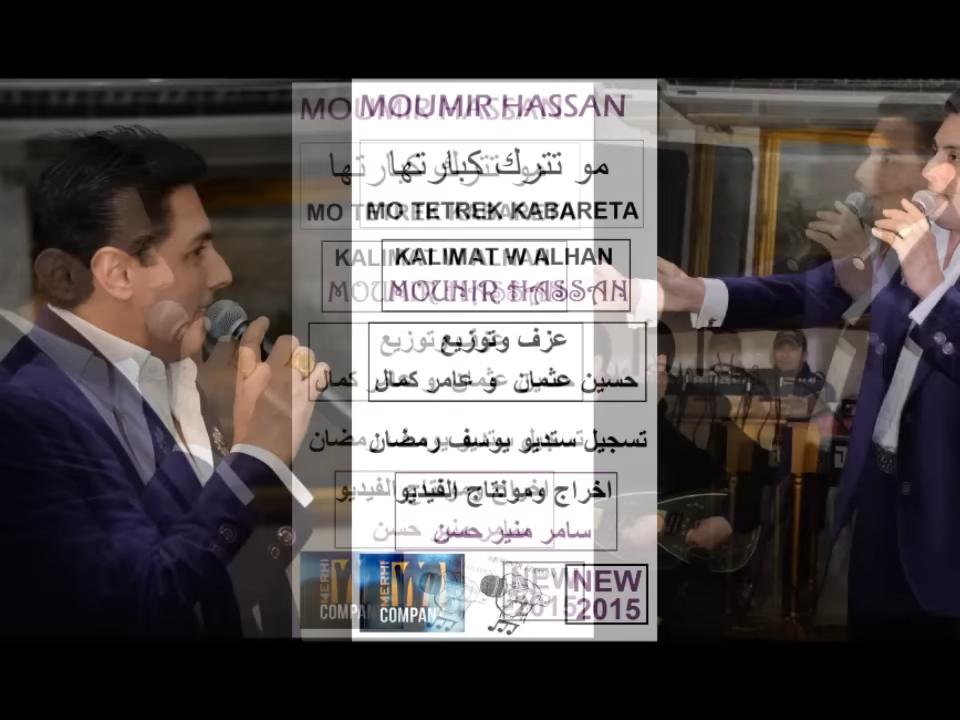 MOUMIR HASSAN
مو تترك كبارتها
MO TETREK KABARETA
KALIMAT W ALHAN
MOUNIR HASSAN
عزف وتوزيع
حسين عثمان و عامر كمال
تسجيل ستديو يوسف رمضان
اخراج ومونتاج الفيديو
سامر منير حسن
MERHI
COMPANY
NEW
2015